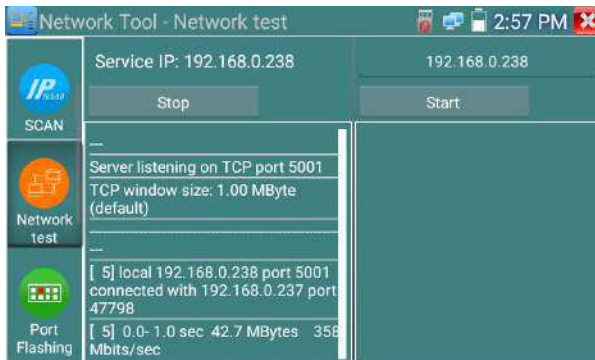 Network Tool - Network test
2:57 PM
Service IP: 192.168.0.238
192.168.0.238
Stop
Start
IP
SCAN
Network
test
Port
Flashing
---
Server listening on TCP port 5001
TCP window size: 1.00 MByte
(default)
---
[ 5] local 192.168.0.238 port 5001
connected with 192.168.0.237 port
47798
[ 5] 0.0- 1.0 sec 42.7 MBytes 358
Mbits/sec